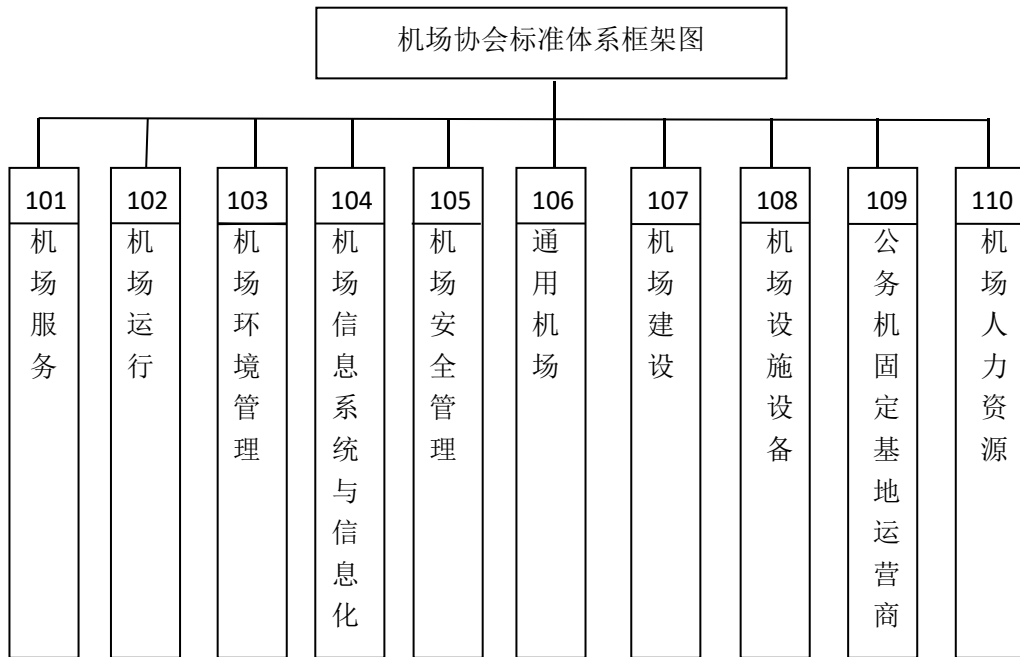 机场协会标准体系框架图
101
机场服务
102
机场运行
103
机场环境管理
104
机场信息系统与信息化
105
机场安全管理
106
通用机场
107
机场建设
108
机场设施设备
109
公务机固定基地运营商
110
机场人力资源